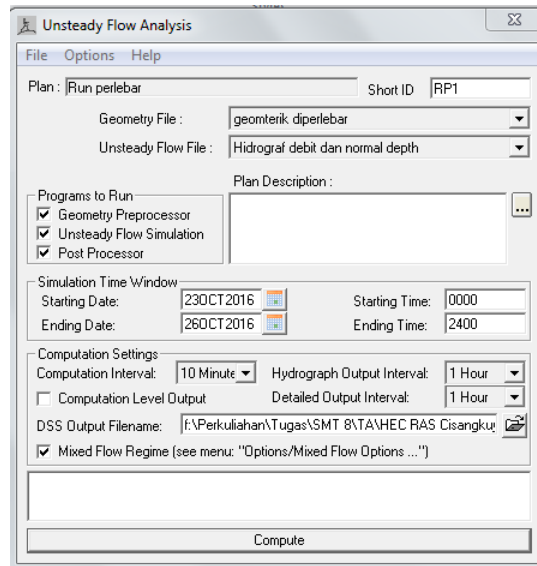 Unsteady Flow Analysis
File Options Help
Plan : Run perlebar Short ID RP1
Geometry File : geomterik diperlebar
Unsteady Flow File : Hidrograf debit dan normal depth
Plan Description :
Programs to Run
Geometry Preprocessor
Unsteady Flow Simulation
Post Processor
...
Simulation Time Window
Starting Date: 23OCT2016 Starting Time: 0000
Ending Date: 26OCT2016 Ending Time: 2400
Computation Settings
Computation Interval: 10 Minute Hydrograph Output Interval: 1 Hour
Computation Level Output Detailed Output Interval: 1 Hour
DSS Output Filename: f:\Perkuliahan\Tugas\SMT 8\TA\HEC RAS Cisangkuy
Mixed Flow Regime (see menu: "Options/Mixed Flow Options ...")
Compute